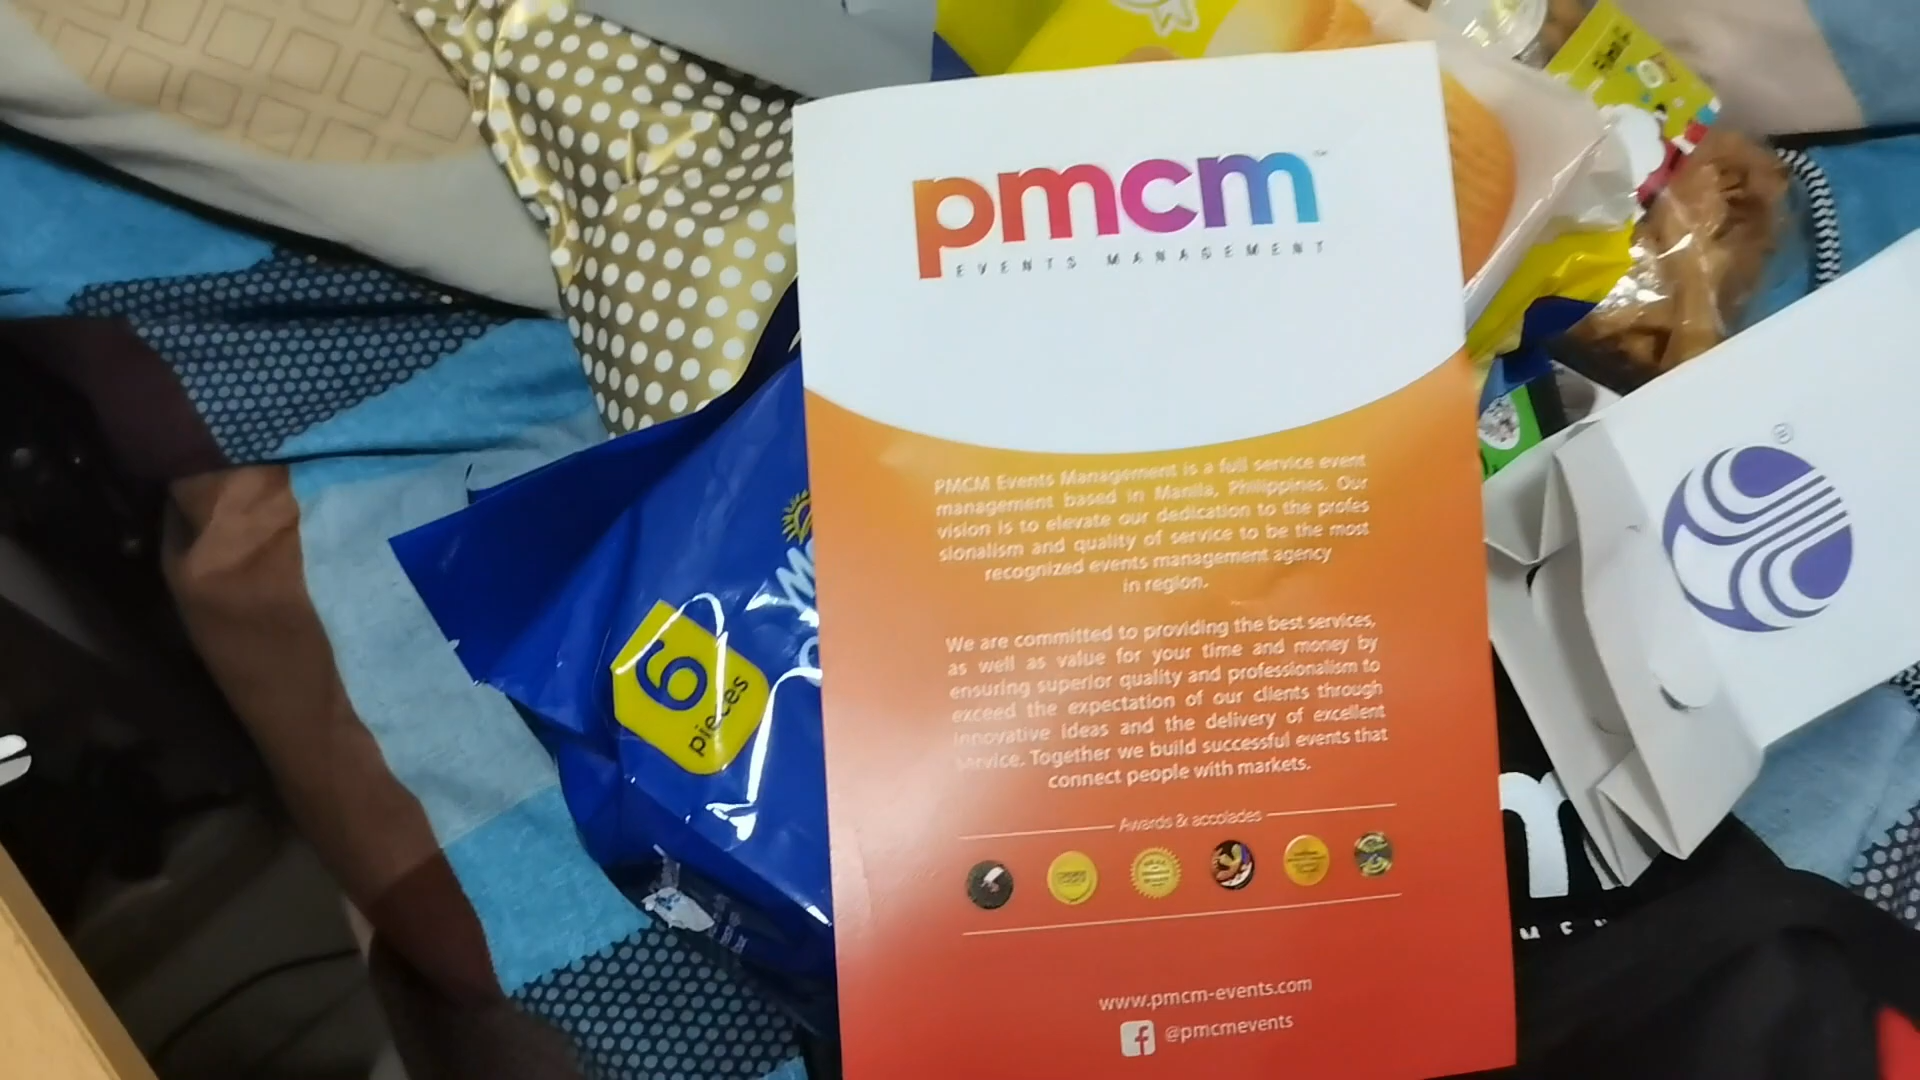 pmcm™
EVENTS MANAGEMENT
PMCM Events Management is a full service event
management based in Manila, Philippines. Our
vision is to elevate our dedication to the profes
sionalism and quality of service to be the most
recognized events management agency
in region.
We are committed to providing the best services,
as well as value for your time and money by
ensuring superior quality and professionalism to
exceed the expectation of our clients through
innovative ideas and the delivery of excellent
service. Together we build successful events that
connect people with markets.
Awards & accolades
www.pmcm-events.com
@pmcmevents
6
pieces
®
m
M E N